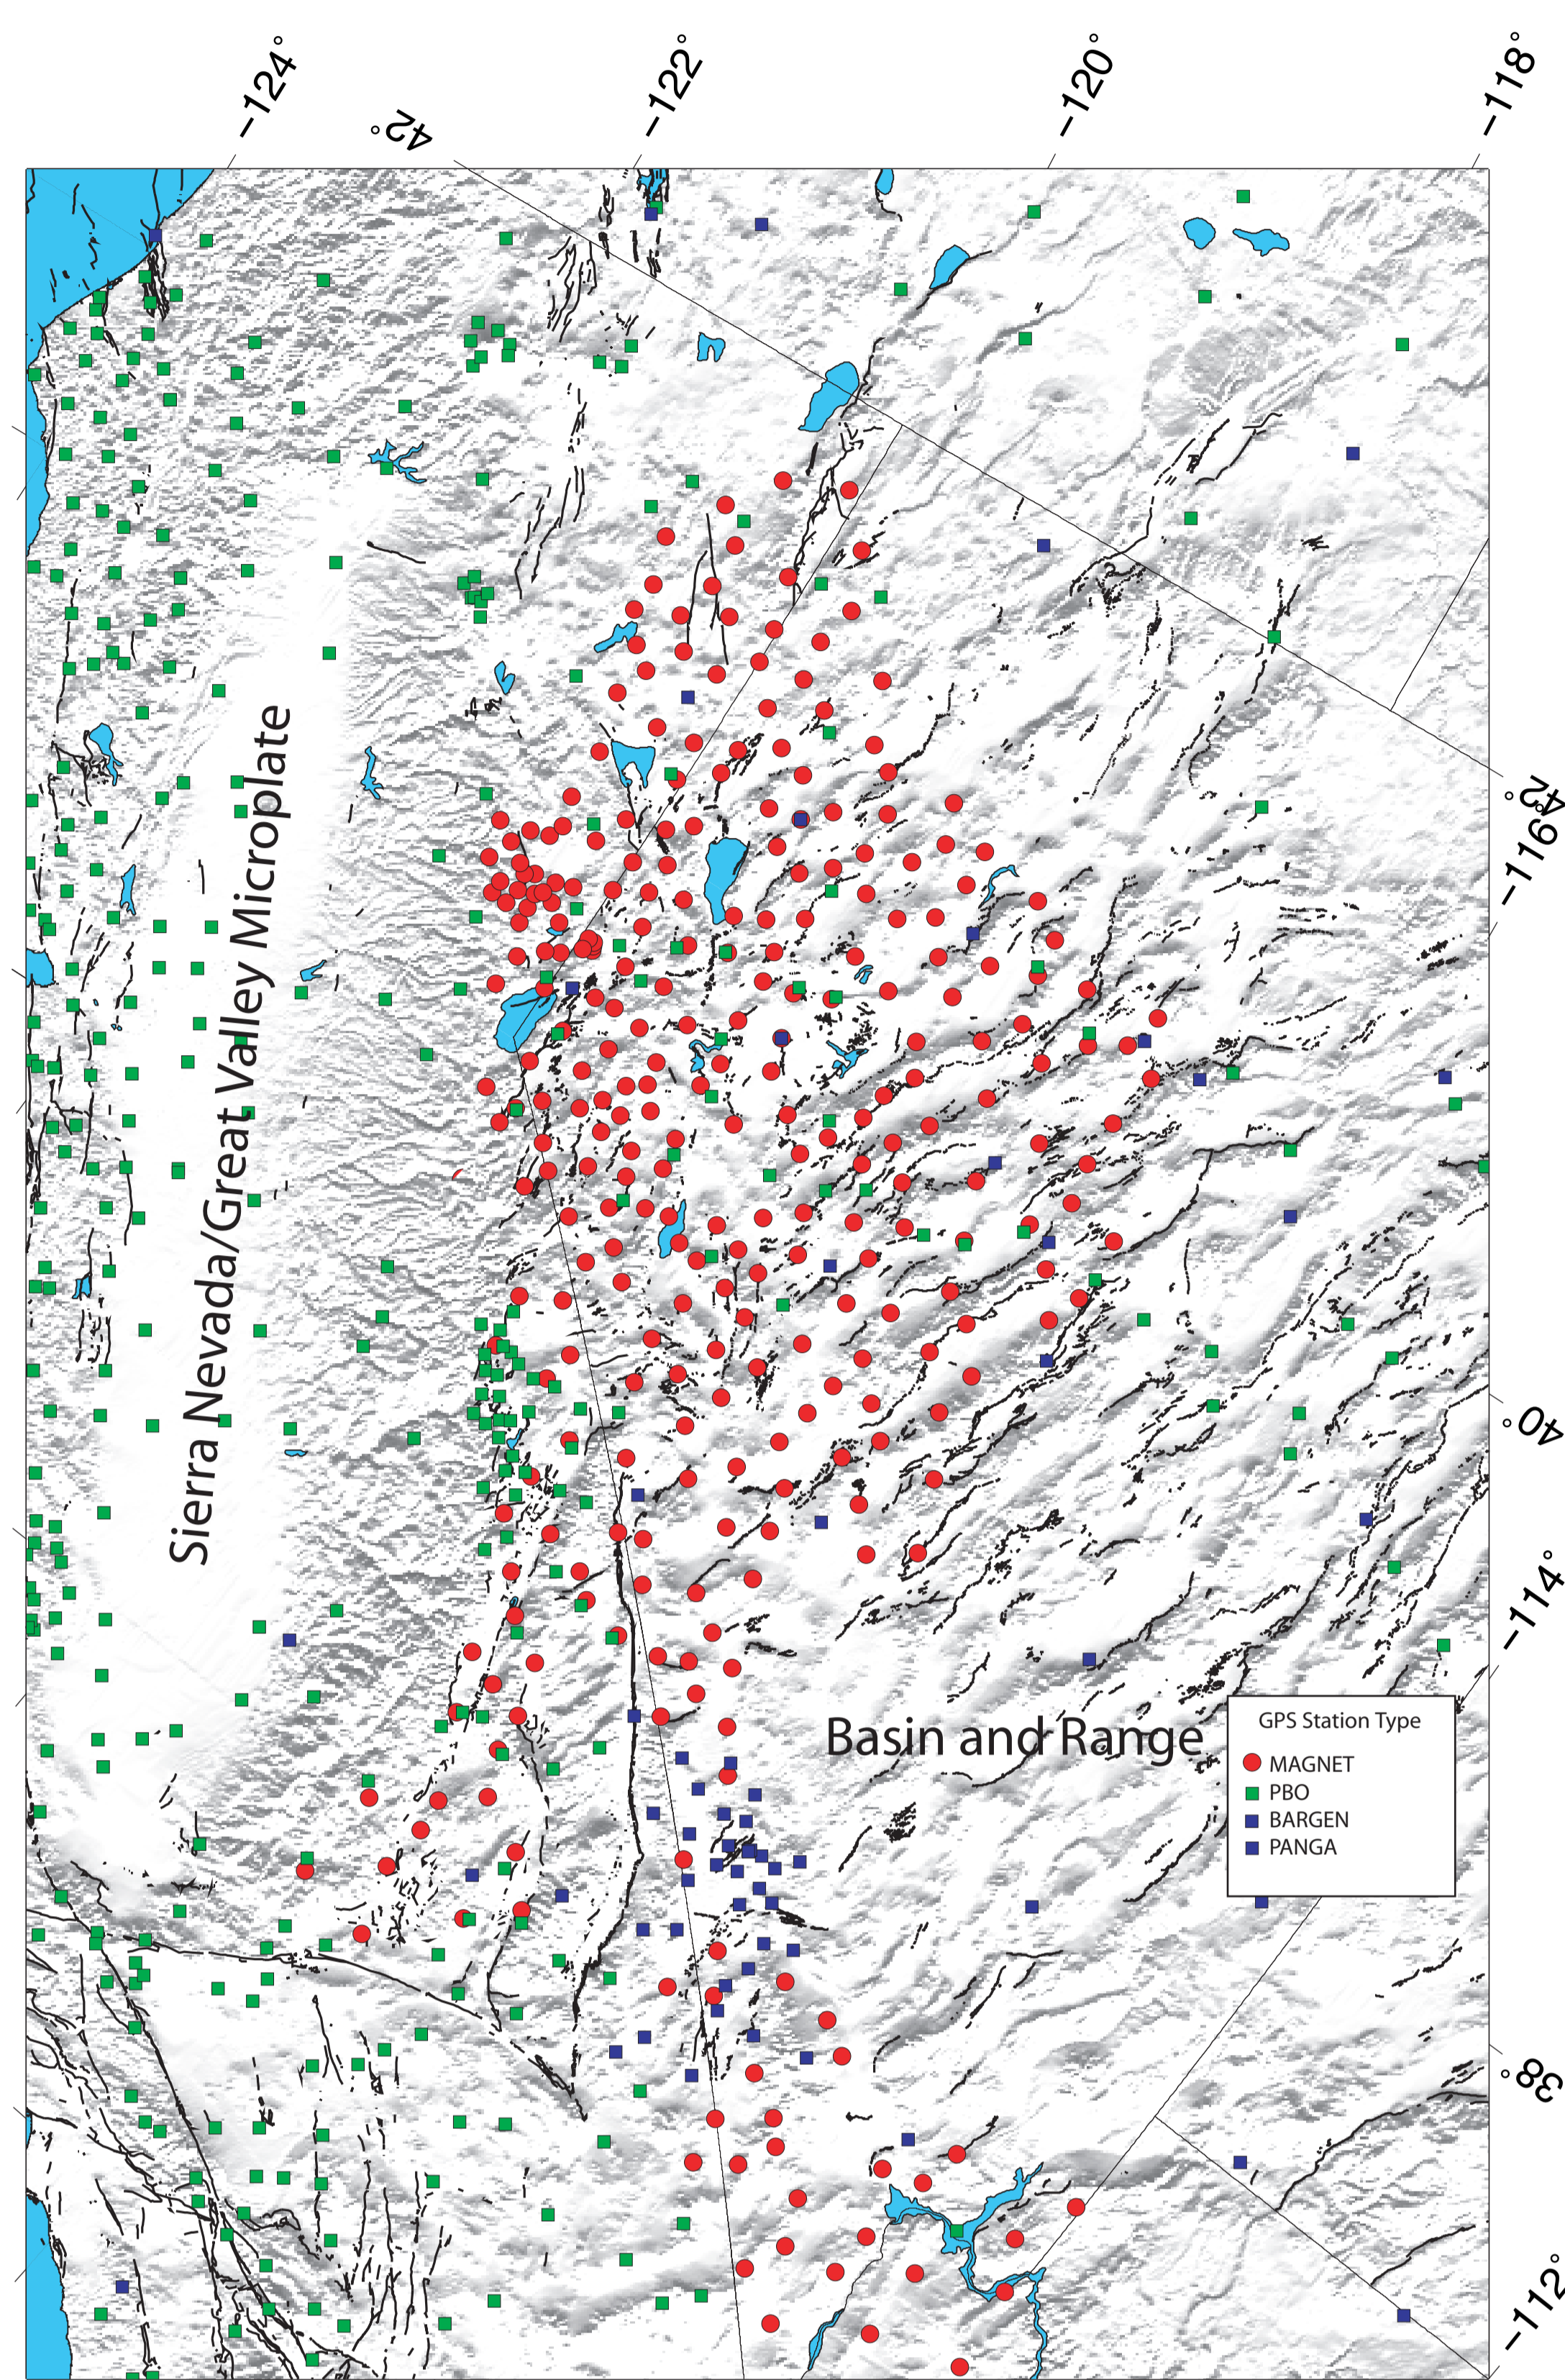 -124°
42°
-122°
-120°
-118°
Sierra Nevada/Great Valley Microplate
42°
-116°
40°
-114°
Basin and Range
GPS Station Type
MAGNET
PBO
BARGEN
PANGA
38°
-112°